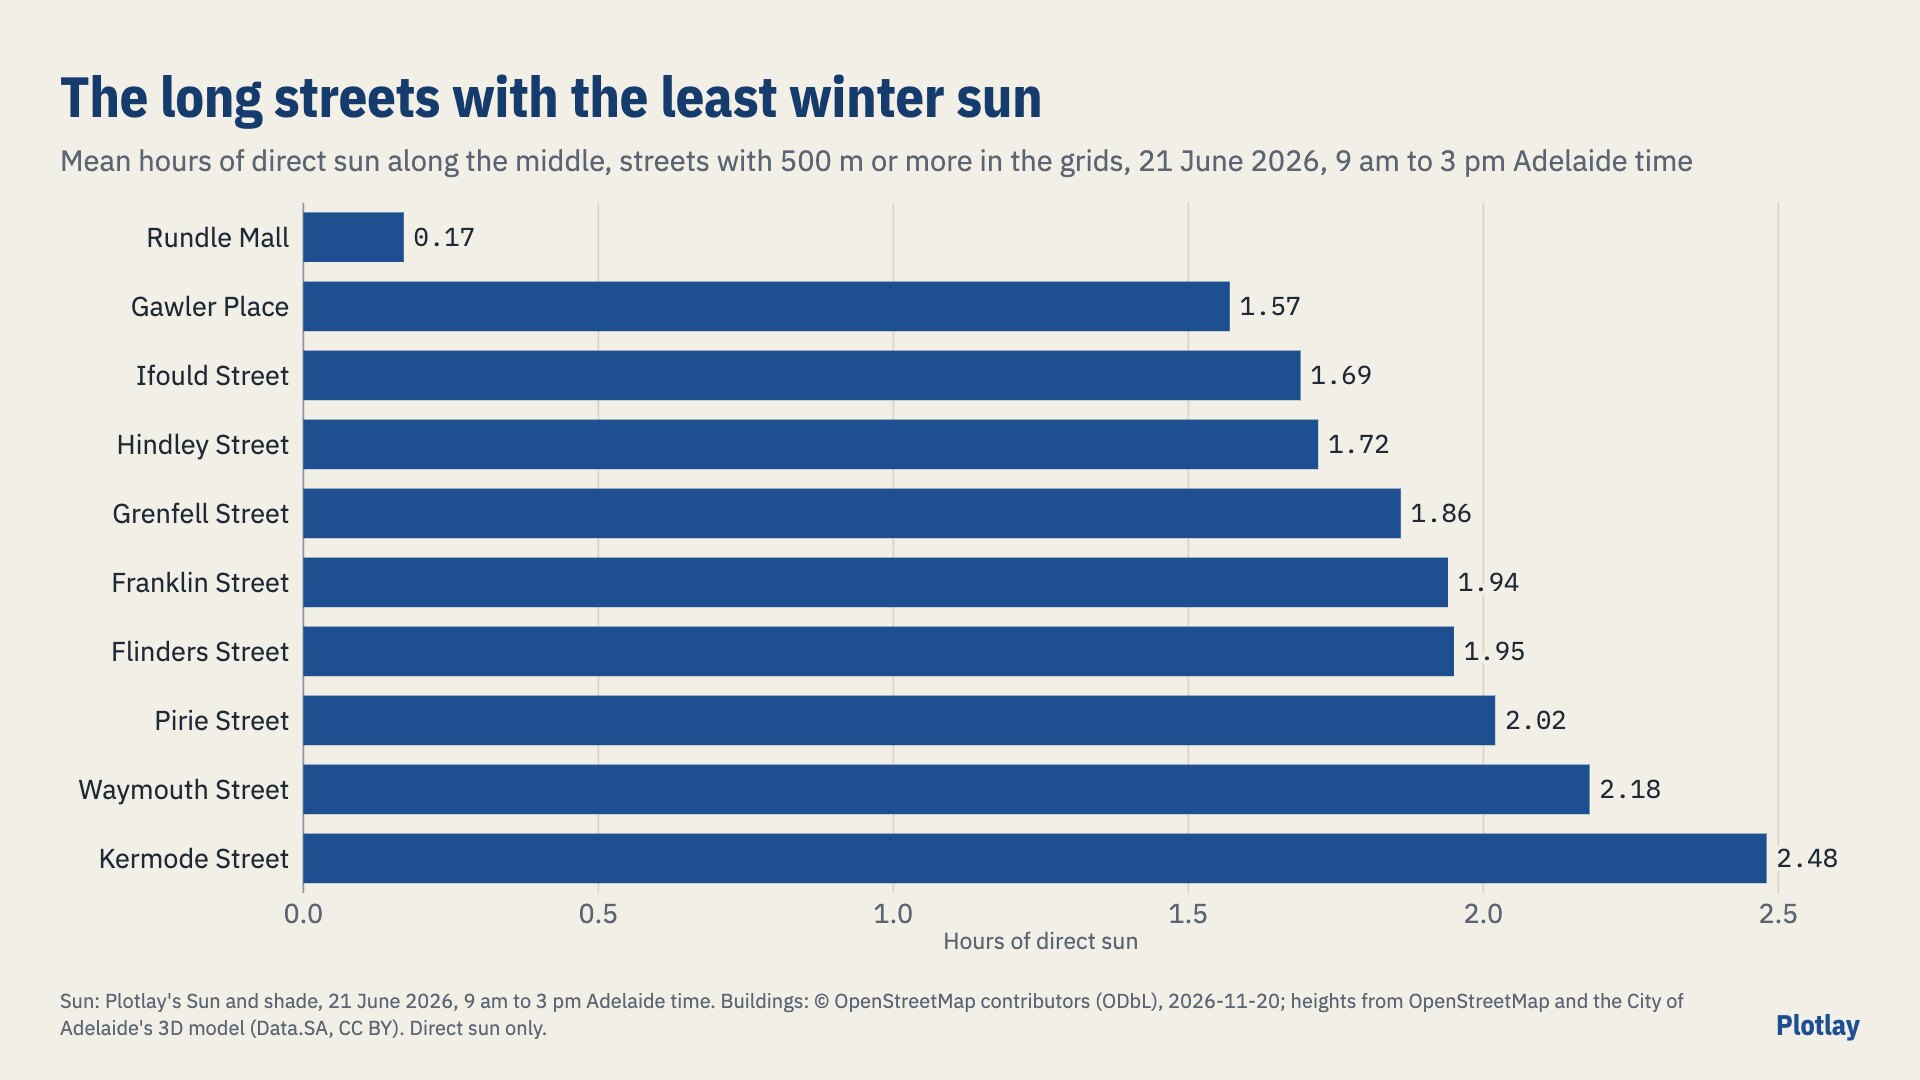 The long streets with the least winter sun
Mean hours of direct sun along the middle, streets with 500 m or more in the grids, 21 June 2026, 9 am to 3 pm Adelaide time
Rundle Mall 0.17
Gawler Place 1.57
Ifould Street 1.69
Hindley Street 1.72
Grenfell Street 1.86
Franklin Street 1.94
Flinders Street 1.95
Pirie Street 2.02
Waymouth Street 2.18
Kermode Street 2.48
0.0 0.5 1.0 1.5 2.0 2.5
Hours of direct sun
Sun: Plotlay's Sun and shade, 21 June 2026, 9 am to 3 pm Adelaide time. Buildings: © OpenStreetMap contributors (ODbL), 2026-11-20; heights from OpenStreetMap and the City of
Adelaide's 3D model (Data.SA, CC BY). Direct sun only.
Plotlay